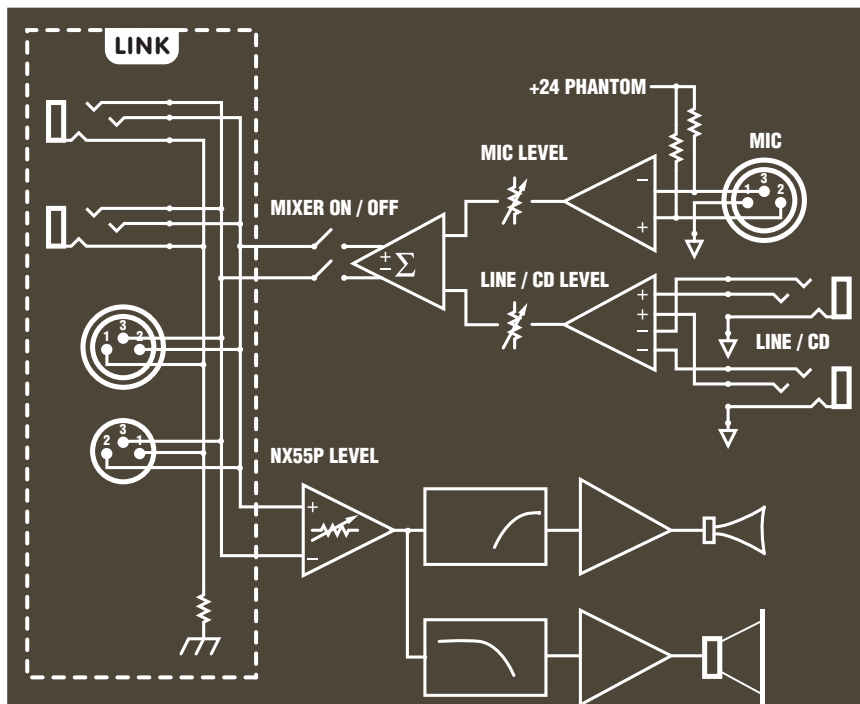 LINK
+24 PHANTOM
MIC
MIC LEVEL
− 
3
1 2
+
MIXER ON / OFF
+
− Σ
LINE / CD LEVEL
+
+
−
−
LINE / CD
3
1 2
3
2 1
NX55P LEVEL
+
−